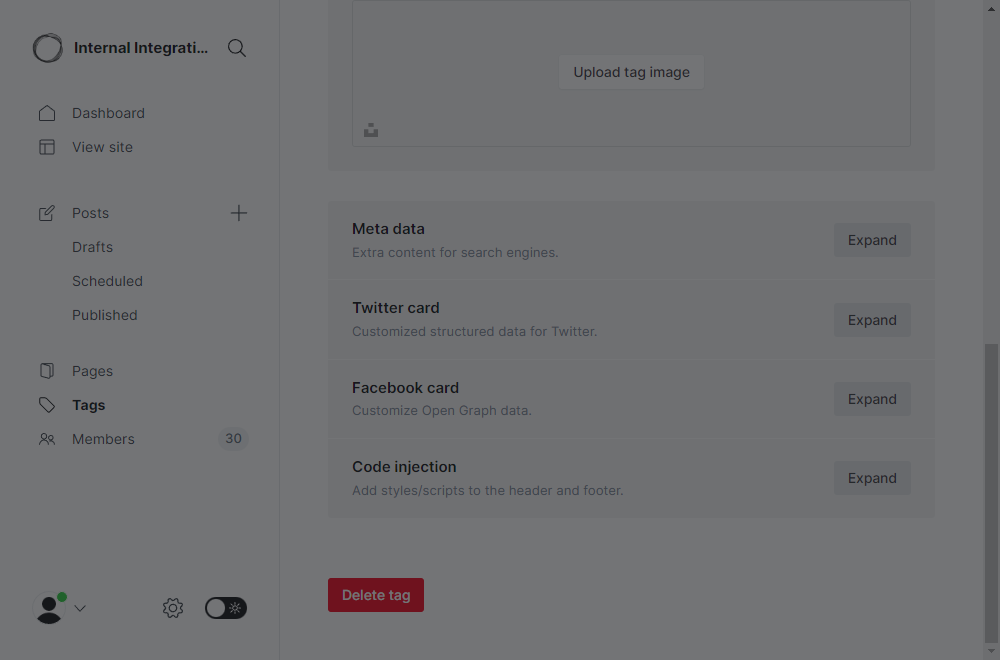 Internal Integrati...
Dashboard
View site
Posts
Drafts
Scheduled
Published
Pages
Tags
Members
30
Upload tag image
Meta data
Extra content for search engines.
Expand
Twitter card
Customized structured data for Twitter.
Expand
Facebook card
Customize Open Graph data.
Expand
Code injection
Add styles/scripts to the header and footer.
Expand
Delete tag